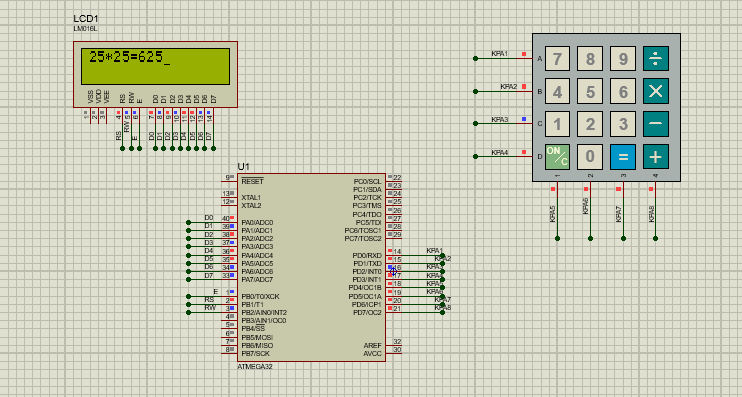 LCD1
LM016L
25*25=625_
VSS VDD VEE RS RW E D0 D1 D2 D3 D4 D5 D6 D7
1 2 3 4 5 6 7 8 9 10 11 12 13 14
RS RW E D0 D1 D2 D3 D4 D5 D6 D7
KPA1 A 7 8 9 ÷
KPA2 B 4 5 6 ×
KPA3 C 1 2 3 −
KPA4 D ON/C 0 = +
1 2 3 4
KPA5 KPA6 KPA7 KPA8
U1
9 RESET PC0/SCL 22
PC1/SDA 23
13 XTAL1 PC2/TCK 24
12 XTAL2 PC3/TMS 25
PC4/TDO 26
D0 40 PA0/ADC0 PC5/TDI 27
D1 39 PA1/ADC1 PC6/TOSC1 28
D2 38 PA2/ADC2 PC7/TOSC2 29
D3 37 PA3/ADC3
D4 36 PA4/ADC4 PD0/RXD 14 KPA1
D5 35 PA5/ADC5 PD1/TXD 15
D6 34 PA6/ADC6 PD2/INT0
D7 33 PA7/ADC7 PD3/INT1 17
PD4/OC1B 18
E 1 PB0/T0/XCK PD5/OC1A 19
RS 2 PB1/T1 PD6/ICP1 20
RW 3 PB2/AIN0/INT2 PD7/OC2 21
4 PB3/AIN1/OC0
5 PB4/SS
6 PB5/MOSI
7 PB6/MISO AREF 32
8 PB7/SCK AVCC 30
ATMEGA32